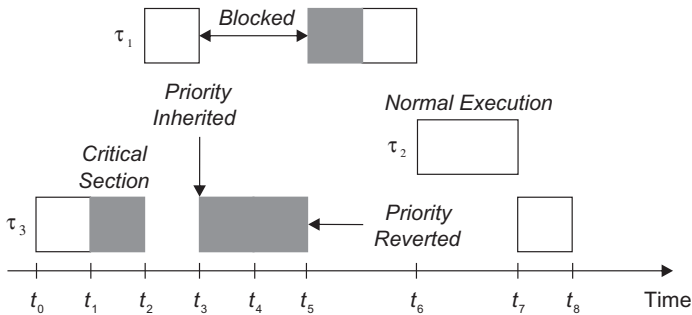 τ1
Blocked
Priority
Inherited
Normal Execution
τ2
Critical
Section
τ3
Priority
Reverted
t0 t1 t2 t3 t4 t5 t6 t7 t8 Time